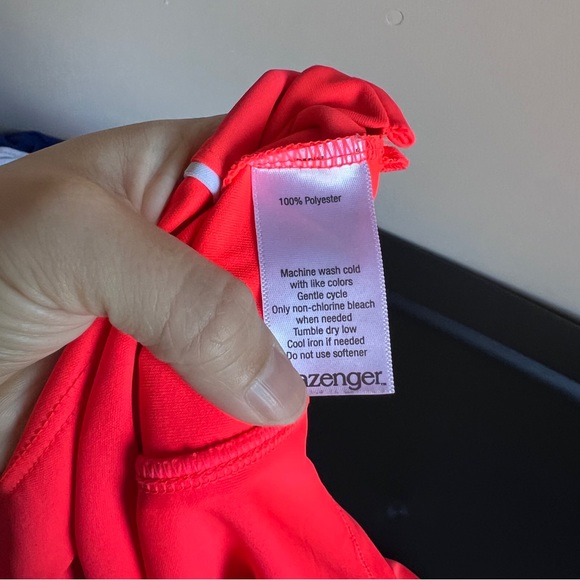 100% Polyester
Machine wash cold
with like colors
Gentle cycle
Only non-chlorine bleach
when needed
Tumble dry low
Cool iron if needed
Do not use softener
azenger